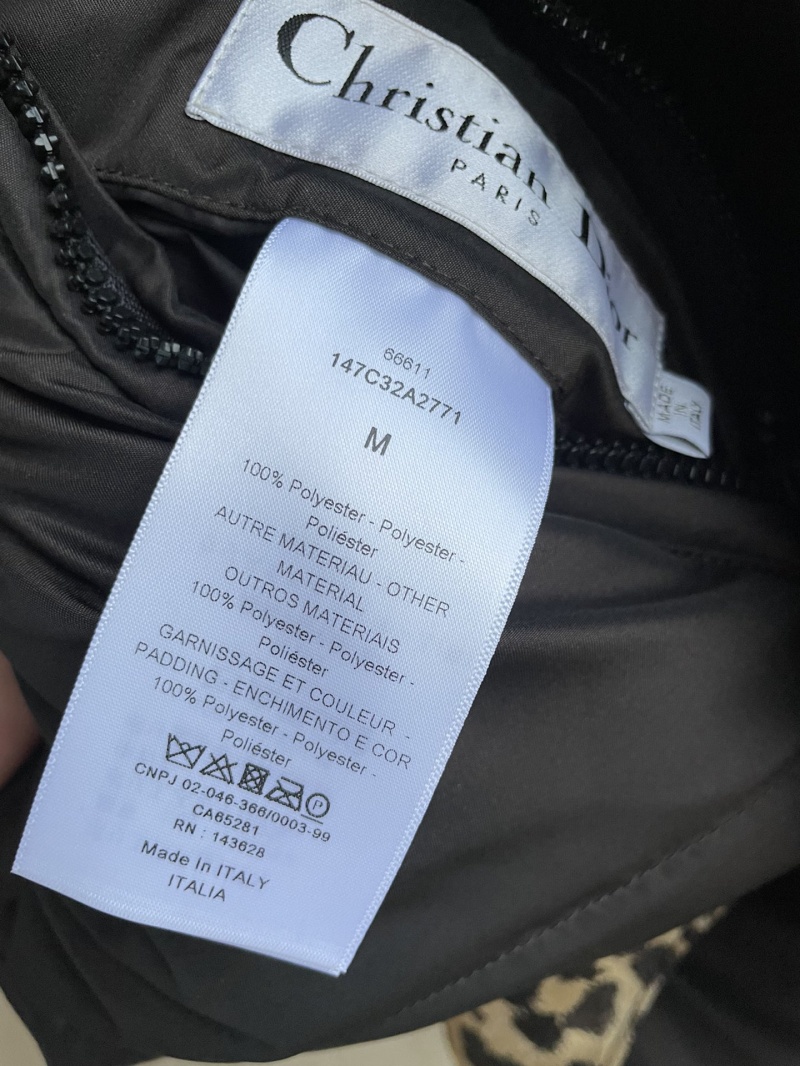 Christian Dior
PARIS
MADE
IN
ITALY
66611
147C32A2771
M
100% Polyester - Polyester -
Poliéster
AUTRE MATERIAU - OTHER
MATERIAL
OUTROS MATERIAIS
100% Polyester - Polyester -
Poliéster
GARNISSAGE ET COULEUR -
PADDING - ENCHIMENTO E COR
100% Polyester - Polyester -
Poliéster
P
CNPJ 02-046-366/0003-99
CA65281
RN : 143628
Made In ITALY
ITALIA